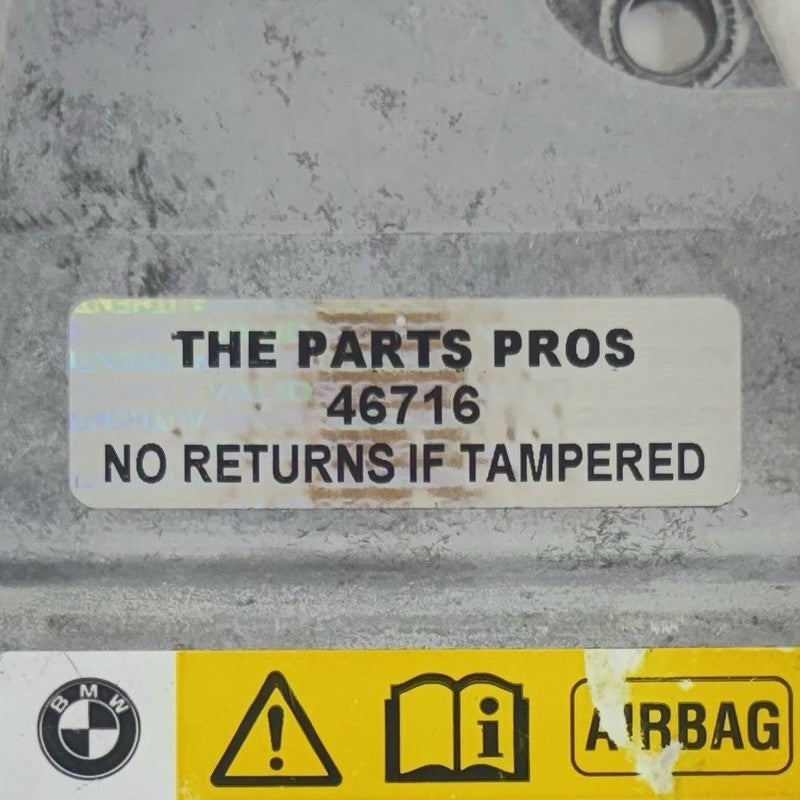 THE PARTS PROS
46716
NO RETURNS IF TAMPERED
BMW
AIRBAG